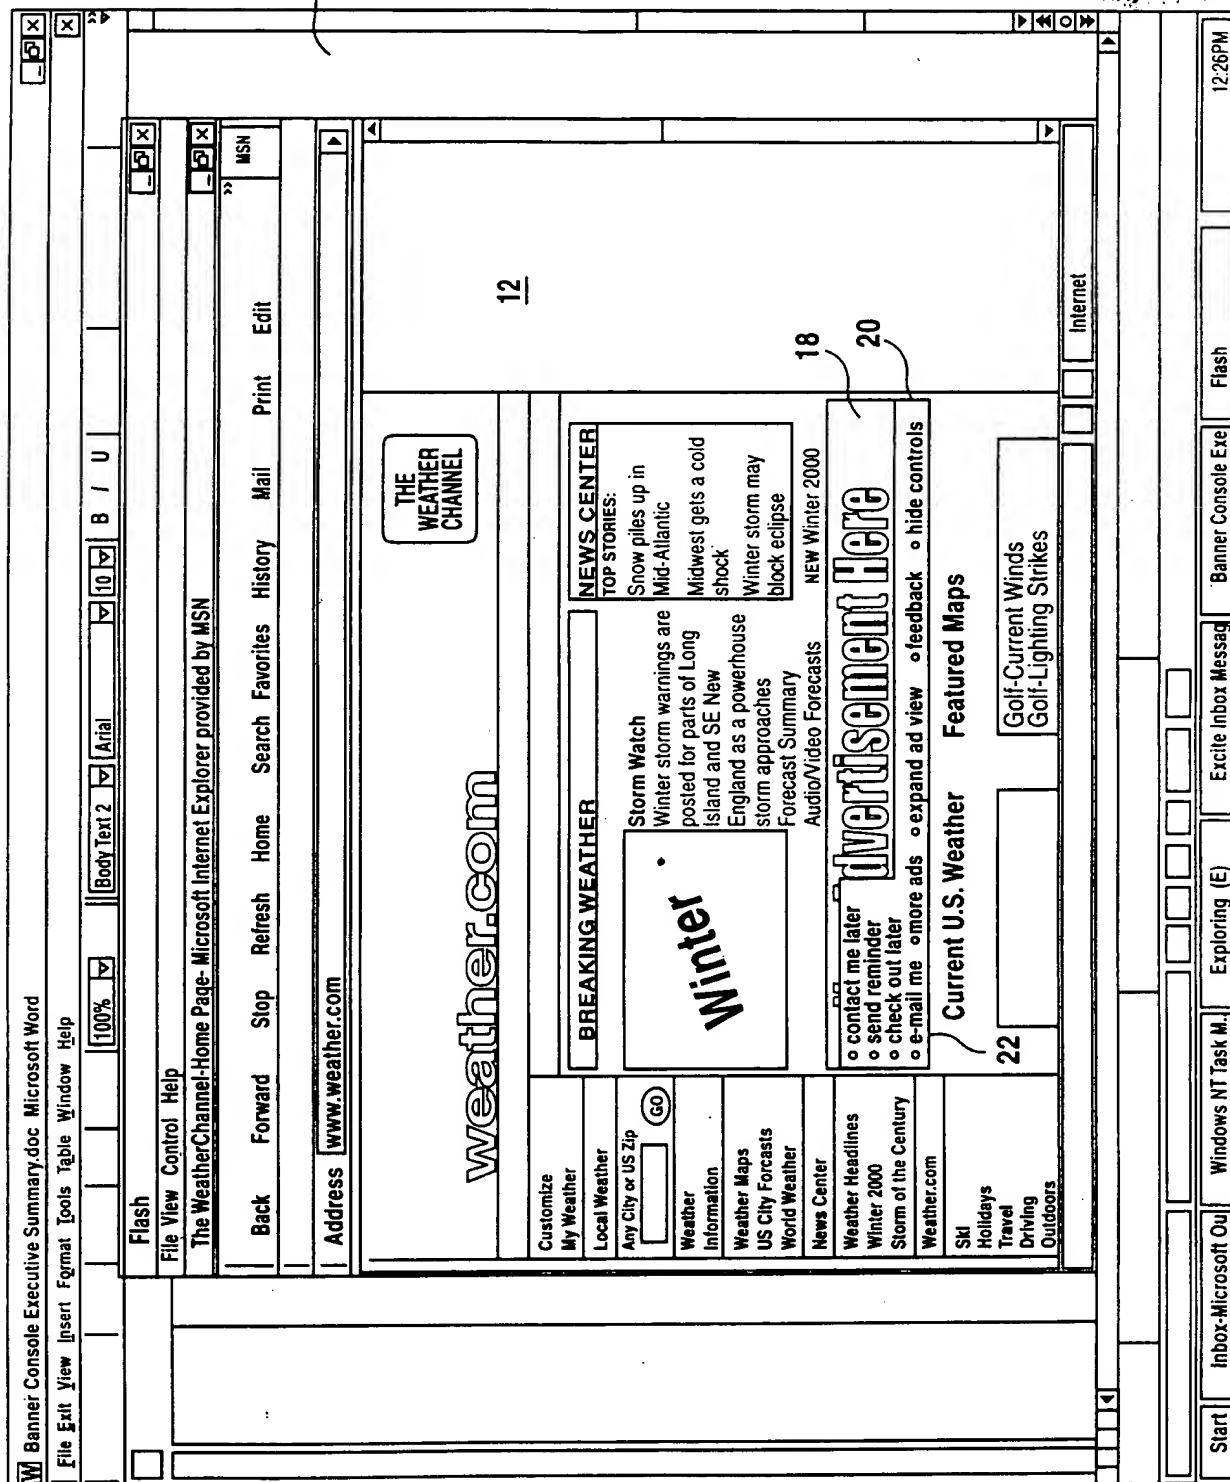 W Banner Console Executive Summary.doc Microsoft Word
File Exit View Insert Format Tools Table Window Help
100% Body Text 2 Arial 10 B I U
Flash
File View Control Help
The WeatherChannel-Home Page- Microsoft Internet Explorer provided by MSN
Back Forward Stop Refresh Home Search Favorites History Mail Print Edit MSN
Address www.weather.com
weather.com
THE
WEATHER
CHANNEL
12
Customize
My Weather
Local Weather
Any City or US Zip
GO
Weather
Information
Weather Maps
US City Forcasts
World Weather
News Center
Weather Headlines
Winter 2000
Storm of the Century
Weather.com
Ski
Holidays
Travel
Driving
Outdoors
BREAKING WEATHER
Winter
Storm Watch
Winter storm warnings are
posted for parts of Long
Island and SE New
England as a powerhouse
storm approaches
Forecast Summary
Audio/Video Forecasts
NEWS CENTER
TOP STORIES:
Snow piles up in
Mid-Atlantic
Midwest gets a cold
shock
Winter storm may
block eclipse
NEW Winter 2000
dvertisement Here
18
20
contact me later
send reminder
check out later
e-mail me more ads expand ad view feedback hide controls
22
Current U.S. Weather Featured Maps
Golf-Current Winds
Golf-Lighting Strikes
Internet
Start Inbox-Microsoft Ou Windows NT Task M. Exploring (E) Excite Inbox Messag Banner Console Exe Flash 12:26PM